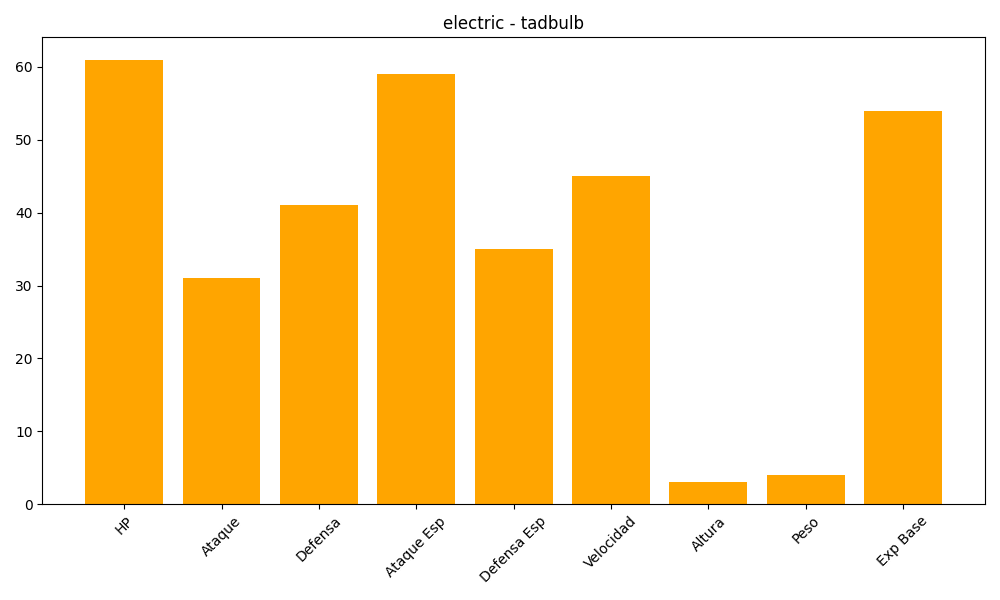 electric - tadbulb
60
50
40
30
20
10
0
HP
Ataque
Defensa
Ataque Esp
Defensa Esp
Velocidad
Altura
Peso
Exp Base